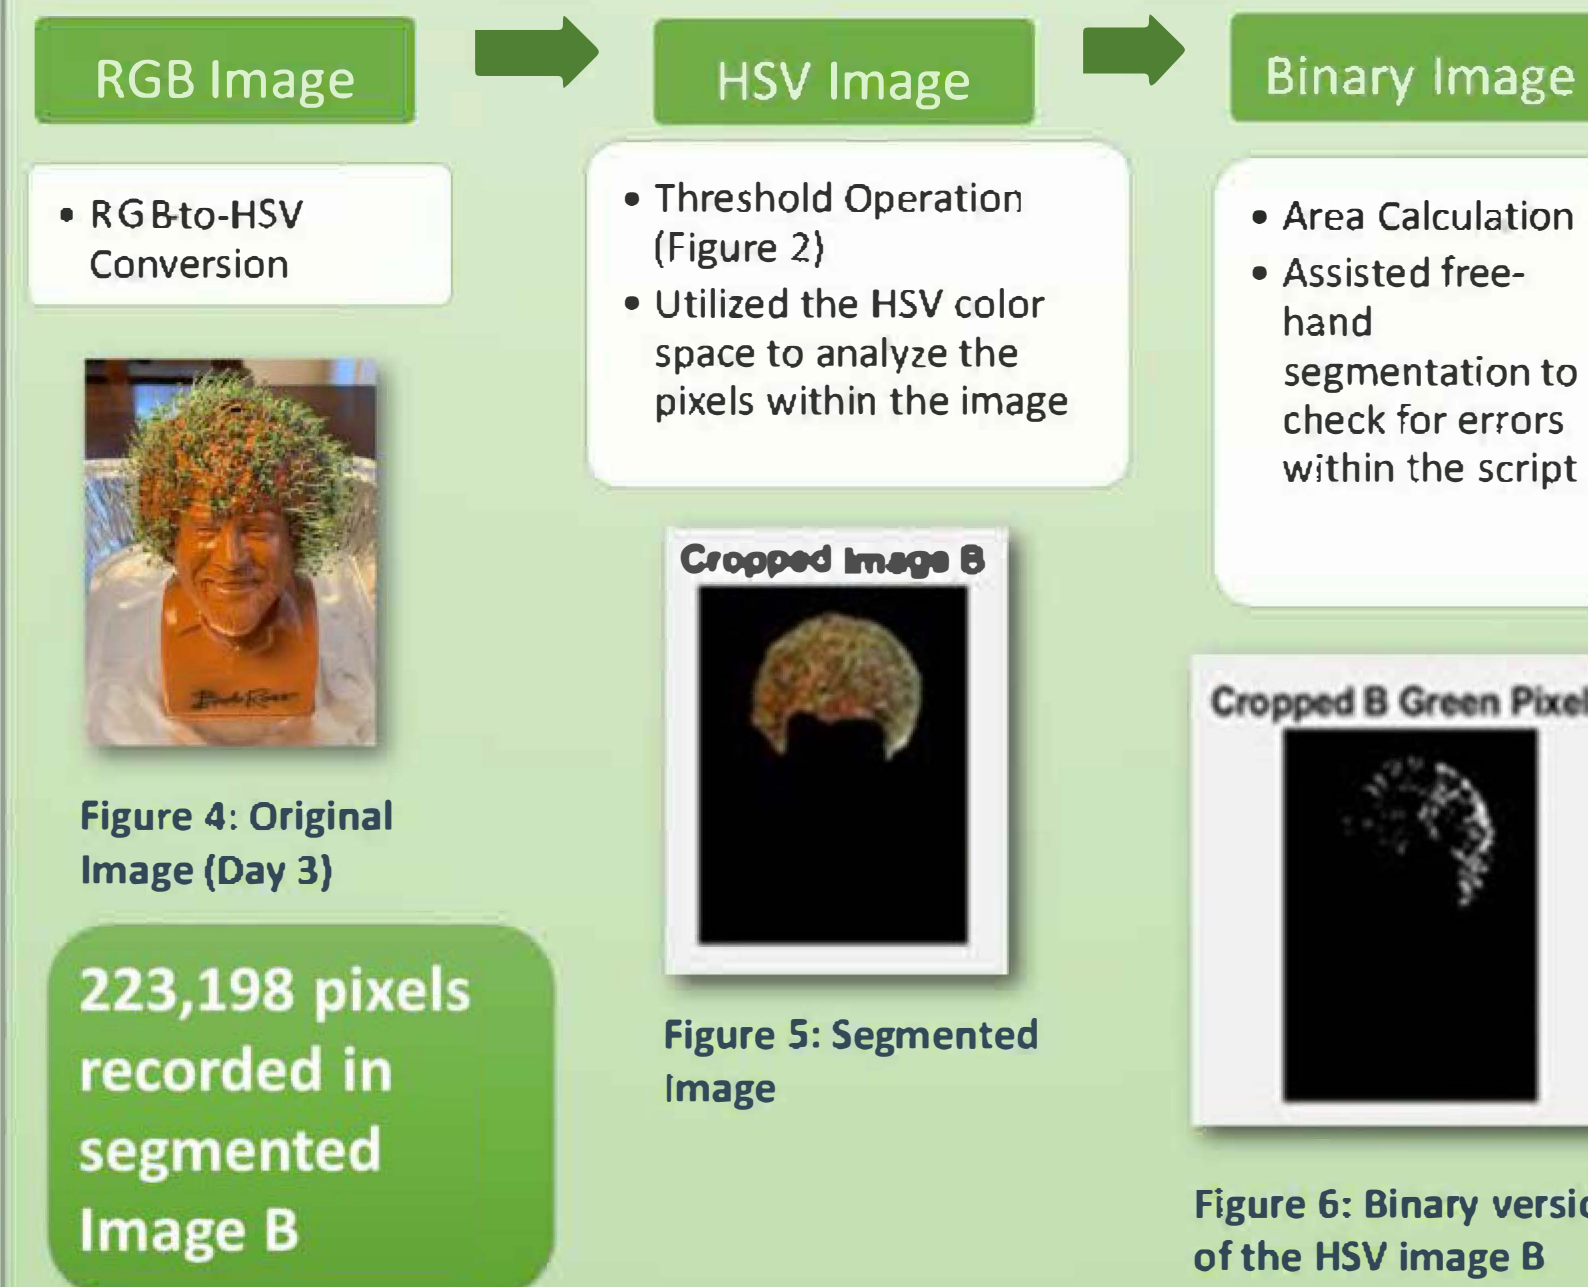 RGB Image
HSV Image
Binary Image
• RGB-to-HSV
Conversion
• Threshold Operation
(Figure 2)
• Utilized the HSV color
space to analyze the
pixels within the image
• Area Calculation
• Assisted free-
hand
segmentation to
check for errors
within the script
Bob Ross
Figure 4: Original
Image (Day 3)
223,198 pixels
recorded in
segmented
Image B
Cropped Image B
Figure 5: Segmented
Image
Cropped B Green Pixel
Figure 6: Binary versio
of the HSV image B